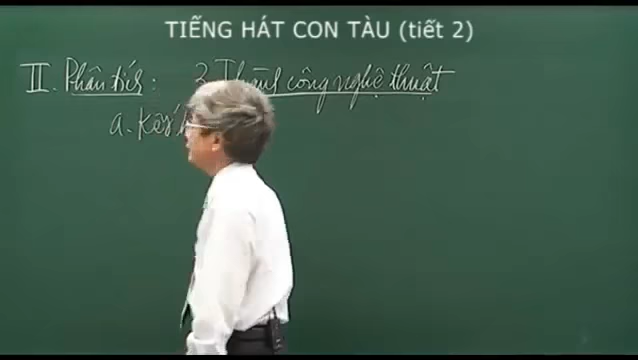 TIẾNG HÁT CON TÀU (tiết 2)
II. Phân tích : 3. Thành công nghệ thuật
a. Kết